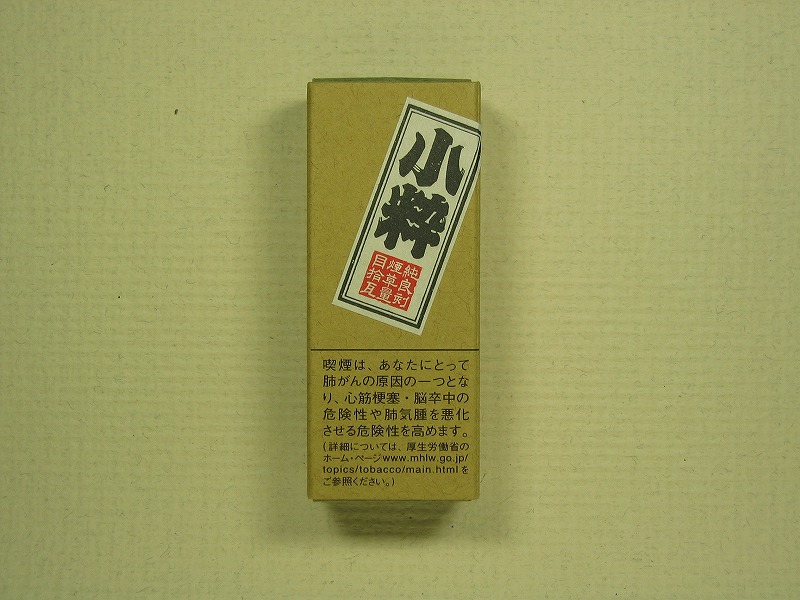 小粋
純良刻
煙草量
目拾瓦
喫煙は、あなたにとって
肺がんの原因の一つとな
り、心筋梗塞・脳卒中の
危険性や肺気腫を悪化
させる危険性を高めます。
(詳細については、厚生労働省の
ホーム・ページwww.mhlw.go.jp/
topics/tobacco/main.htmlを
ご参照ください。)